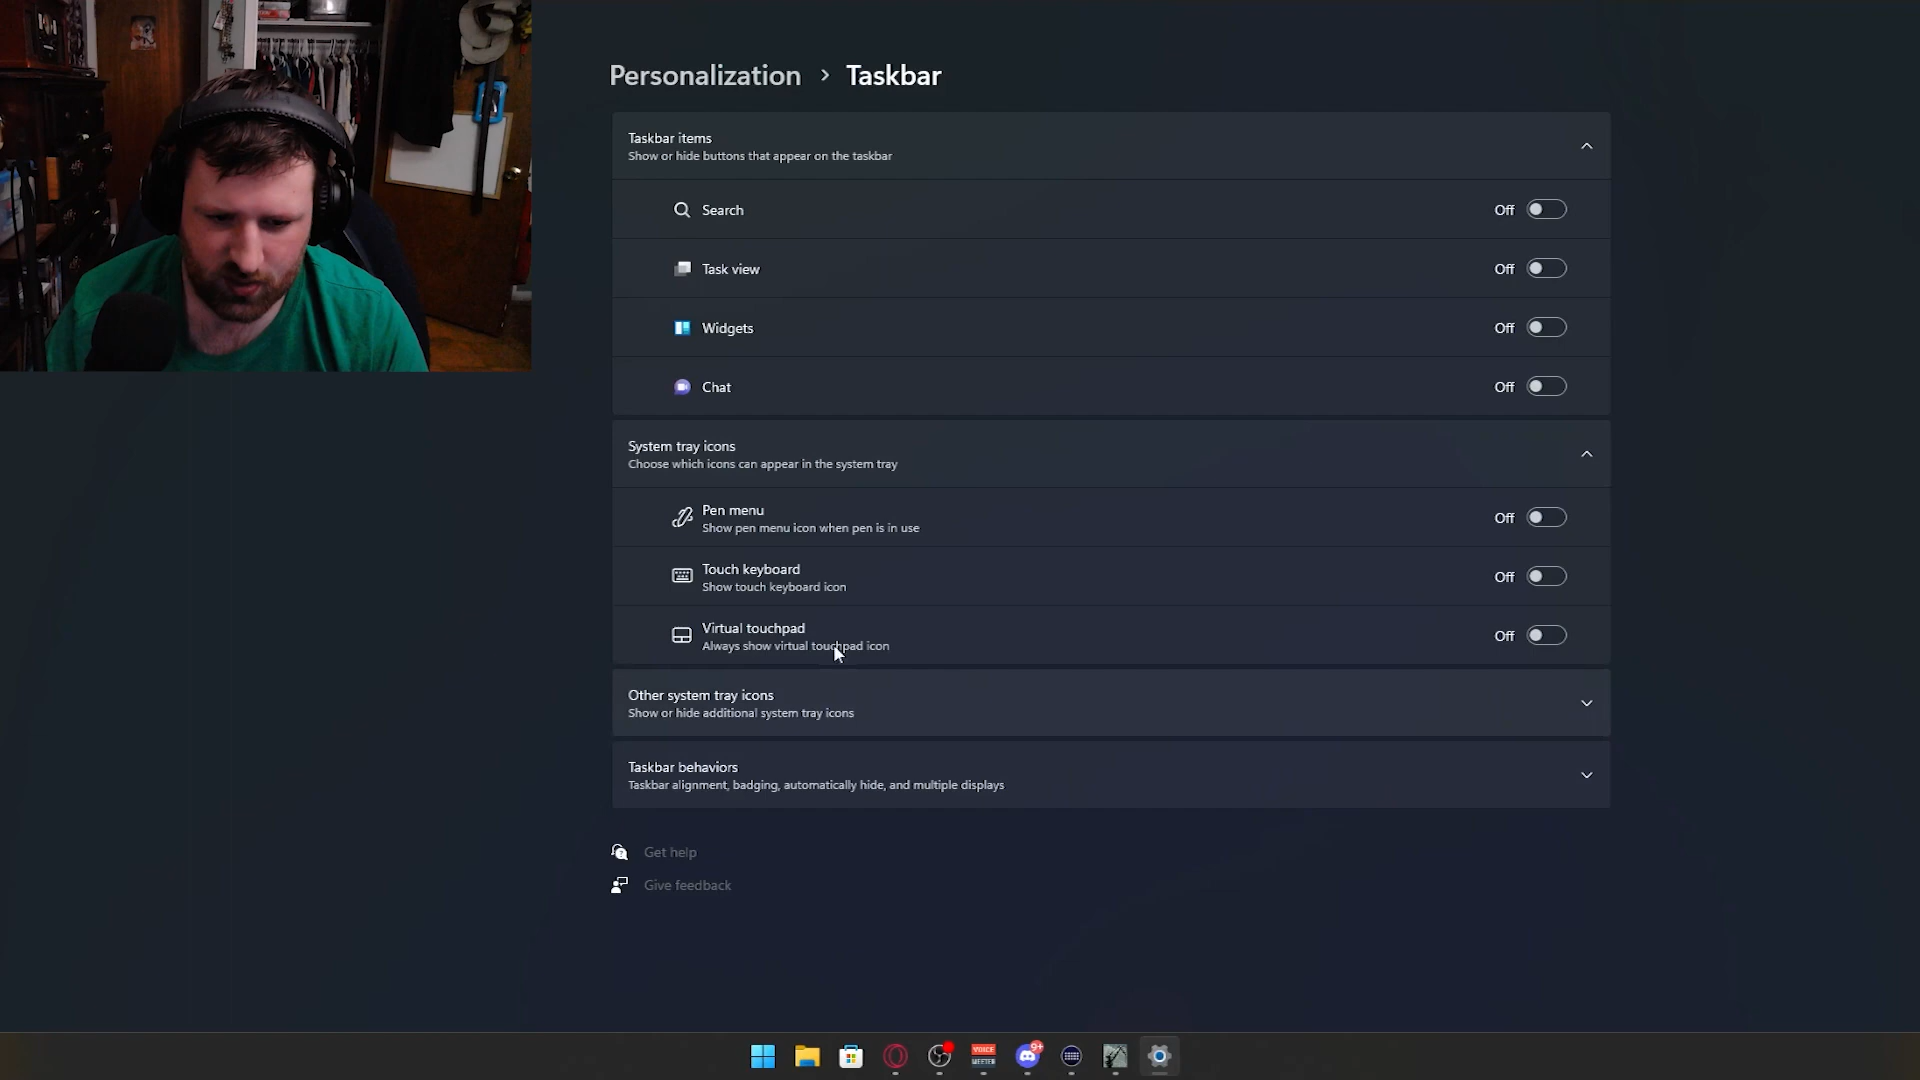 Personalization > Taskbar
Taskbar items
Show or hide buttons that appear on the taskbar
Search
Off
Task view
Off
Widgets
Off
Chat
Off
System tray icons
Choose which icons can appear in the system tray
Pen menu
Show pen menu icon when pen is in use
Off
Touch keyboard
Show touch keyboard icon
Off
Virtual touchpad
Always show virtual touchpad icon
Off
Other system tray icons
Show or hide additional system tray icons
Taskbar behaviors
Taskbar alignment, badging, automatically hide, and multiple displays
Get help
Give feedback
VOICE
MEETER
9+